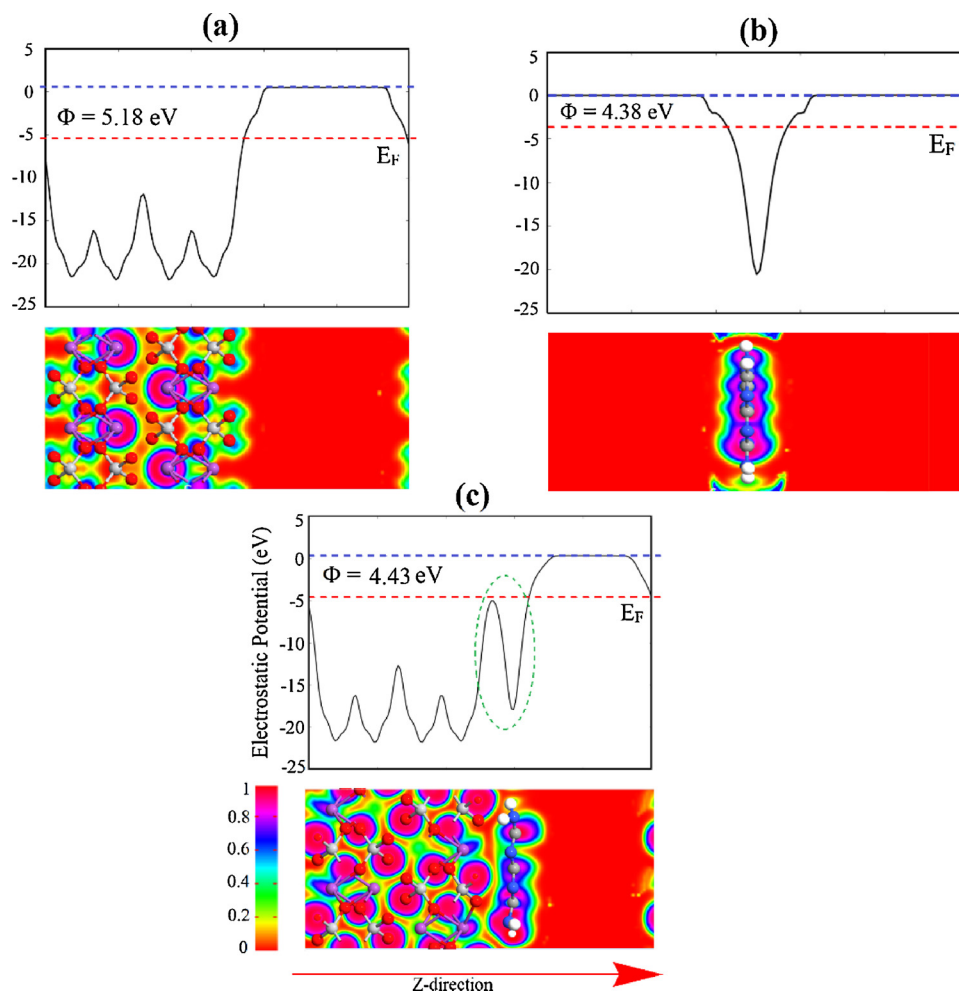 (a)
5
0
-5
-10
-15
-20
-25
Φ = 5.18 eV
E_F
(b)
5
0
-5
-10
-15
-20
-25
Φ = 4.38 eV
E_F
(c)
Electrostatic Potential (eV)
5
0
-5
-10
-15
-20
-25
Φ = 4.43 eV
E_F
1
0.8
0.6
0.4
0.2
0
Z-direction